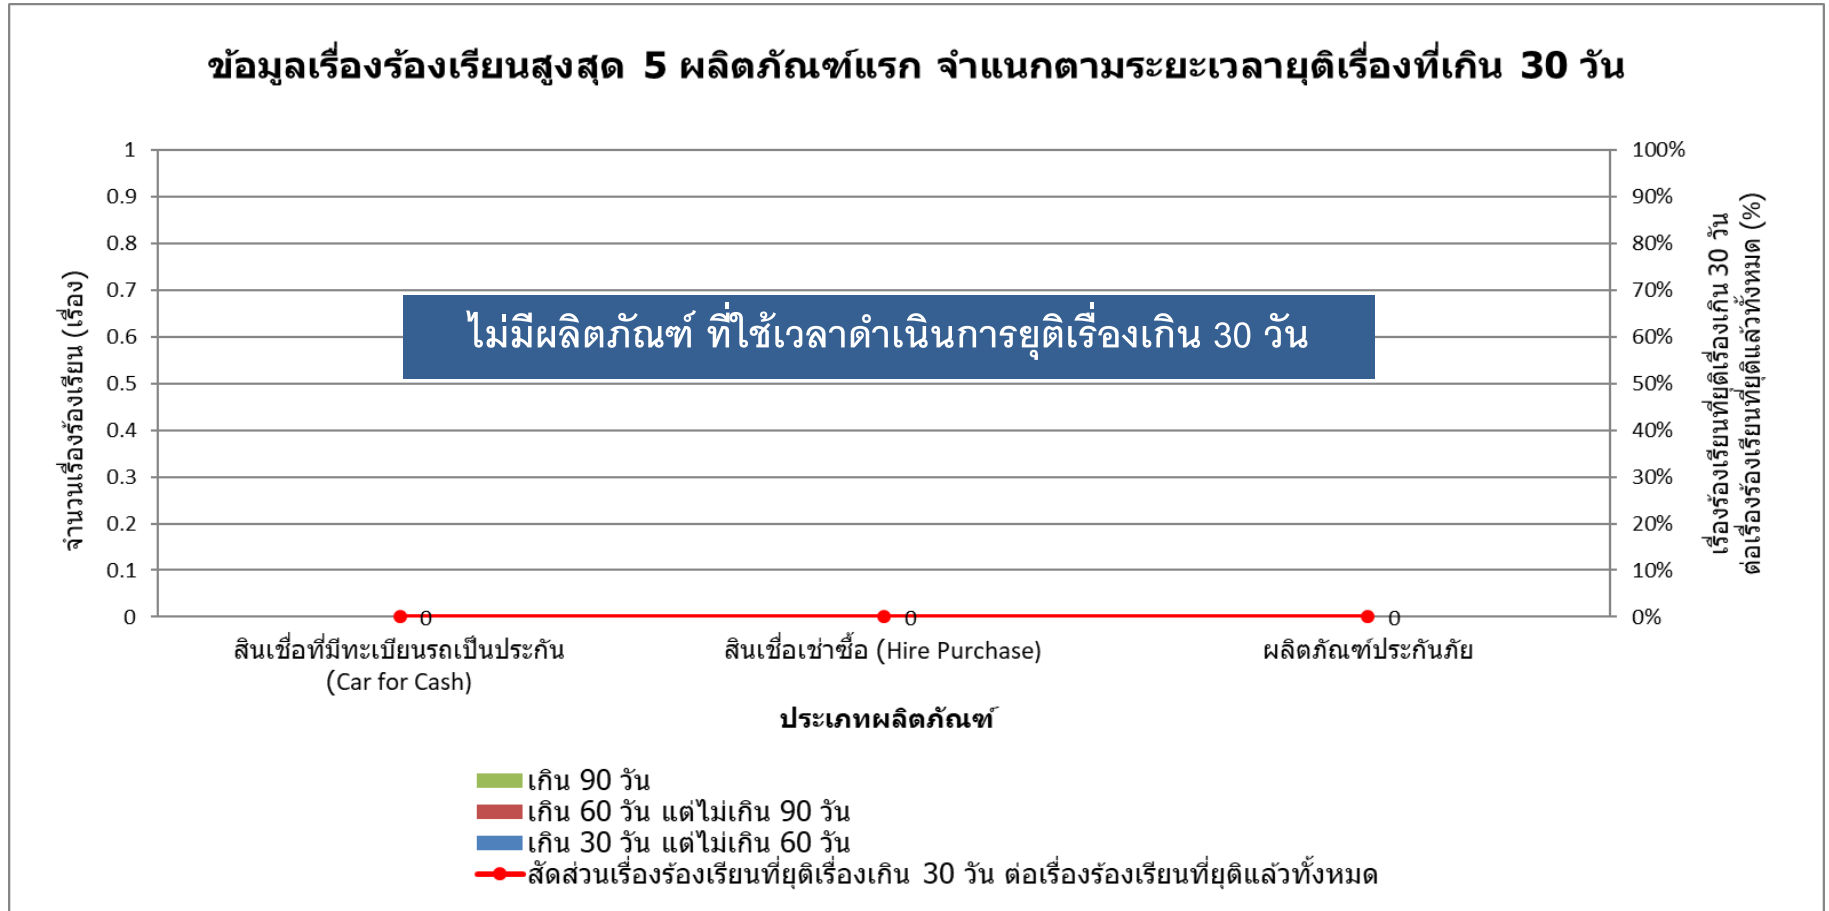 ข้อมูลเรื่องร้องเรียนสูงสุด 5 ผลิตภัณฑ์แรก จำแนกตามระยะเวลายุติเรื่องที่เกิน 30 วัน
1
0.9
0.8
0.7
0.6
0.5
0.4
0.3
0.2
0.1
0
จำนวนเรื่องร้องเรียน (เรื่อง)
100%
90%
80%
70%
60%
50%
40%
30%
20%
10%
0%
เรื่องร้องเรียนที่ยุติเรื่องเกิน 30 วัน
ต่อเรื่องร้องเรียนที่ยุติแล้วทั้งหมด (%)
ไม่มีผลิตภัณฑ์ ที่ใช้เวลาดำเนินการยุติเรื่องเกิน 30 วัน
0
0
0
สินเชื่อที่มีทะเบียนรถเป็นประกัน
(Car for Cash)
สินเชื่อเช่าซื้อ (Hire Purchase)
ผลิตภัณฑ์ประกันภัย
ประเภทผลิตภัณฑ์
เกิน 90 วัน
เกิน 60 วัน แต่ไม่เกิน 90 วัน
เกิน 30 วัน แต่ไม่เกิน 60 วัน
สัดส่วนเรื่องร้องเรียนที่ยุติเรื่องเกิน 30 วัน ต่อเรื่องร้องเรียนที่ยุติแล้วทั้งหมด